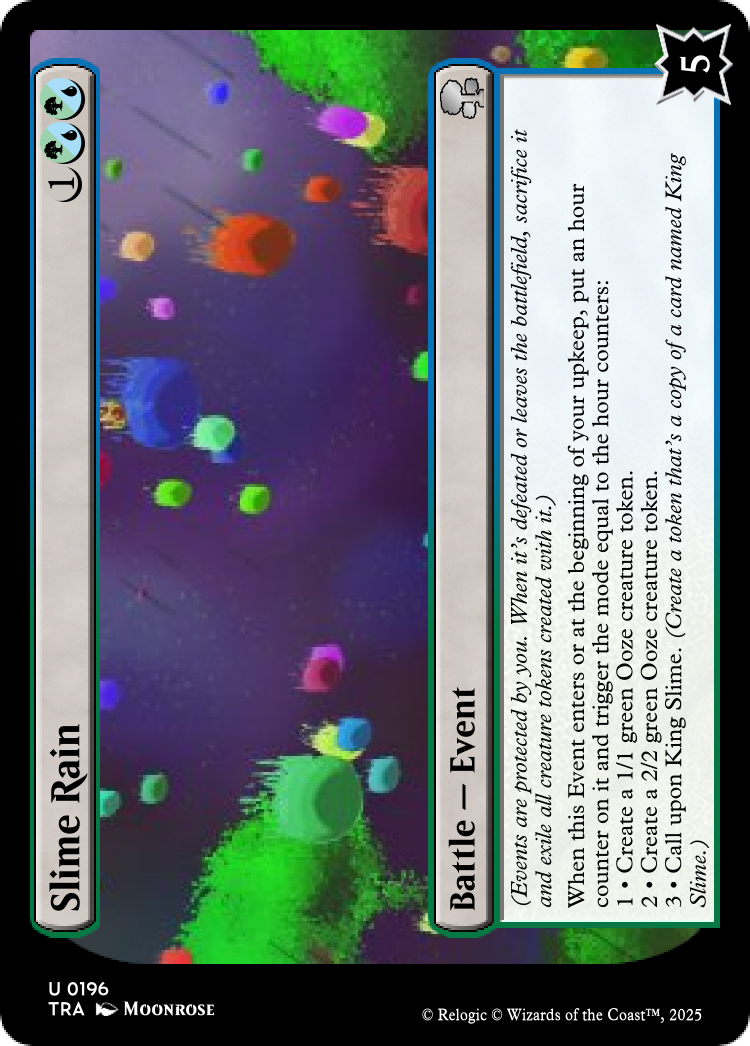 Slime Rain 1
Battle — Event
(Events are protected by you. When it's defeated or leaves the battlefield, sacrifice it
and exile all creature tokens created with it.)
When this Event enters or at the beginning of your upkeep, put an hour
counter on it and trigger the mode equal to the hour counters:
1 • Create a 1/1 green Ooze creature token.
2 • Create a 2/2 green Ooze creature token.
3 • Call upon King Slime. (Create a token that's a copy of a card named King
Slime.)
5
U 0196
TRA Moonrose
© Relogic © Wizards of the Coast™, 2025